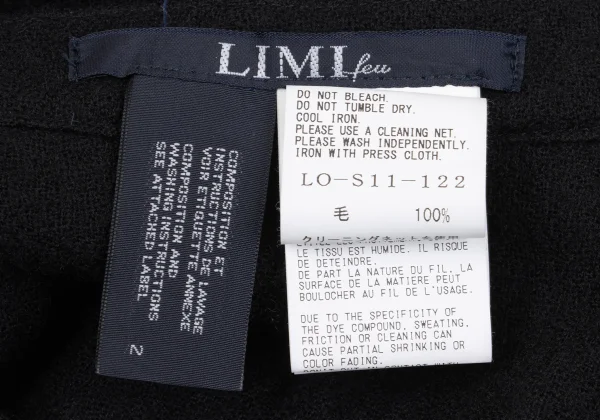 LIMI feu
DO NOT BLEACH.
DO NOT TUMBLE DRY.
COOL IRON.
PLEASE USE A CLEANING NET.
PLEASE WASH INDEPENDENTLY.
IRON WITH PRESS CLOTH.
LO-S11-122
毛 100%
LE TISSU EST HUMIDE. IL RISQUE
DE DETEINDRE.
DE PART LA NATURE DU FIL, LA
SURFACE DE LA MATIERE PEUT
BOULOCHER AU FIL DE L'USAGE.
DUE TO THE SPECIFICITY OF
THE DYE COMPOUND, SWEATING,
FRICTION OR CLEANING CAN
CAUSE PARTIAL SHRINKING OR
COLOR FADING.
COMPOSITION ET
INSTRUCTIONS DE LAVAGE
VOIR ETIQUETTE ANNEXE
COMPOSITION AND
WASHING INSTRUCTIONS
SEE ATTACHED LABEL
2